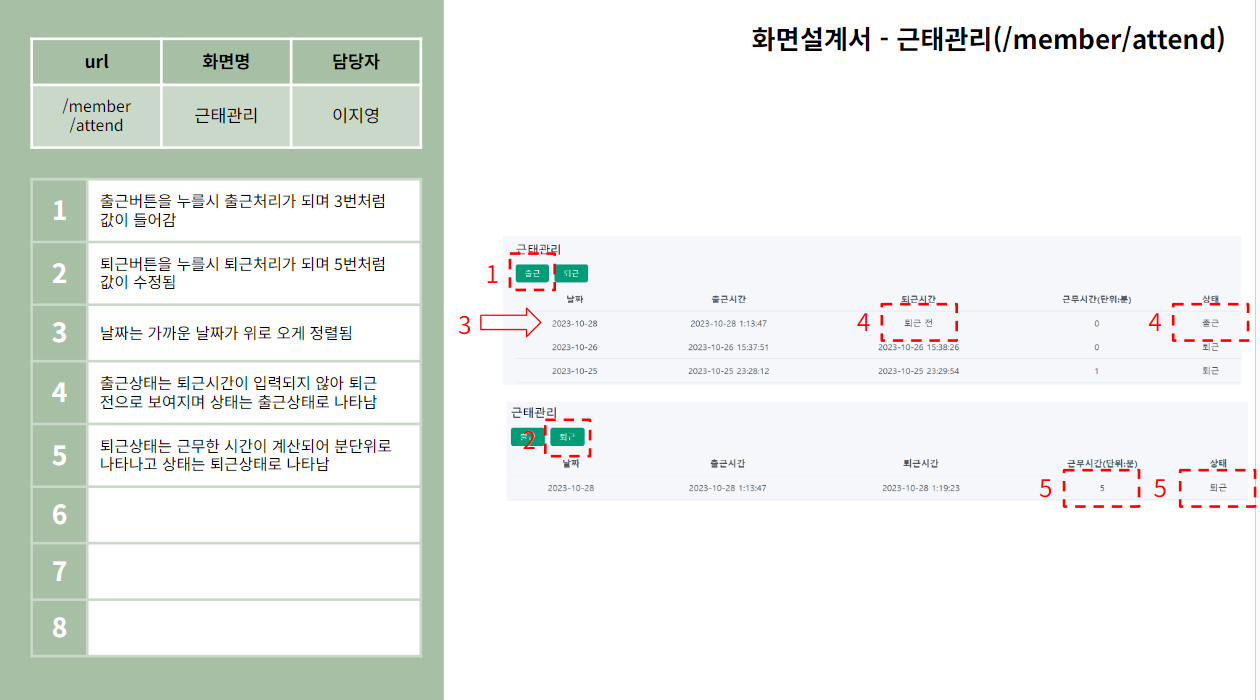 화면설계서 - 근태관리(/member/attend)
url 화면명 담당자
/member
/attend
근태관리 이지영
1 출근버튼을 누를시 출근처리가 되며 3번처럼
값이 들어감
2 퇴근버튼을 누를시 퇴근처리가 되며 5번처럼
값이 수정됨
3 날짜는 가까운 날짜가 위로 오게 정렬됨
4 출근상태는 퇴근시간이 입력되지 않아 퇴근
전으로 보여지며 상태는 출근상태로 나타남
5 퇴근상태는 근무한 시간이 계산되어 분단위로
나타나고 상태는 퇴근상태로 나타남
6
7
8
근태관리
1 출근 퇴근
날짜 출근시간 퇴근시간 근무시간(단위:분) 상태
3 2023-10-28 2023-10-28 1:13:47 4 퇴근 전 0 4 출근
2023-10-26 2023-10-26 15:37:51 2023-10-26 15:38:26 0 퇴근
2023-10-25 2023-10-25 23:28:12 2023-10-25 23:29:54 1 퇴근
근태관리
출근 2 퇴근
날짜 출근시간 퇴근시간 근무시간(단위:분) 상태
2023-10-28 2023-10-28 1:13:47 2023-10-28 1:19:23 5 5 5 퇴근